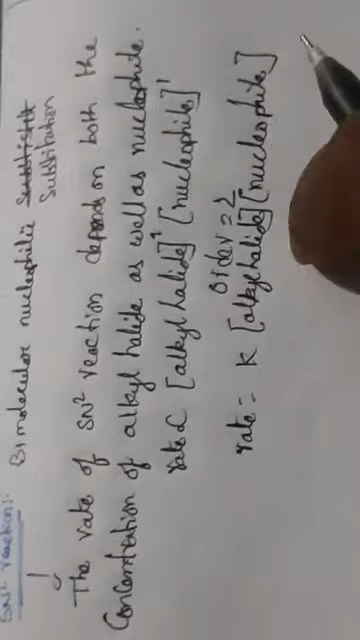 SN² reaction:- Bimolecular nucleophilic
Substitution
The rate of SN² reaction depends on both the
Concentration of alkyl halide as well as nucleophile.
rate ∝ [alkyl halide]¹ [nucleophile]¹
order = 2
rate = K [alkyl halide] [nucleophile]